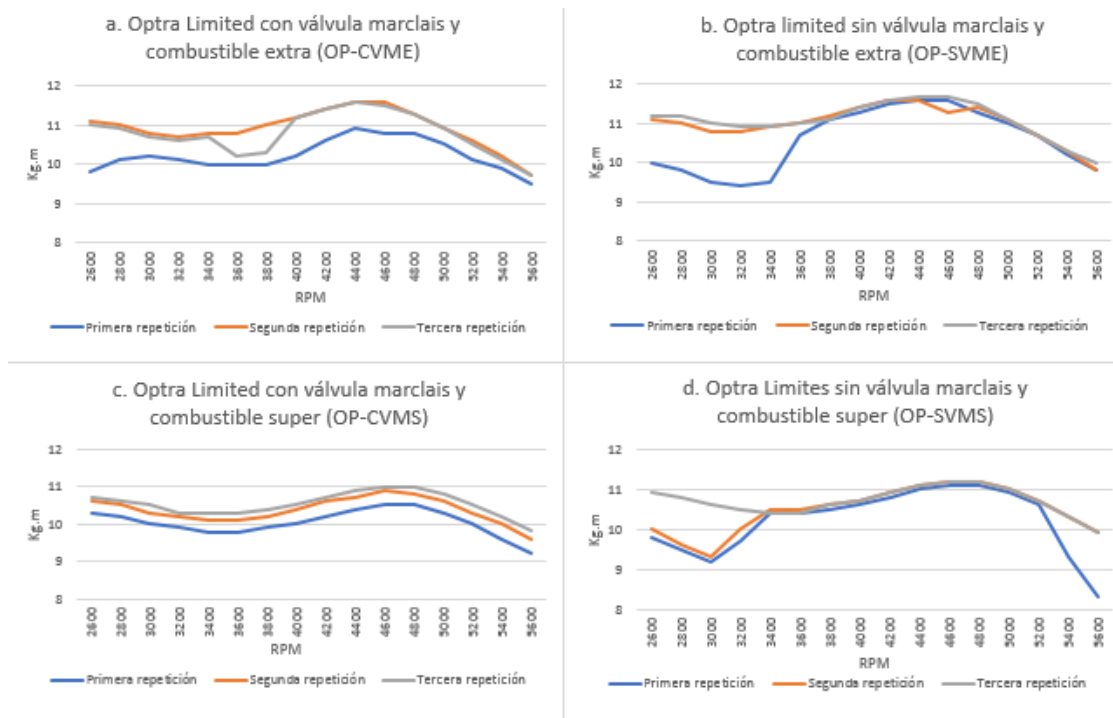 a. Optra Limited con válvula marclais y
combustible extra (OP-CVME)
12
11
10
9
8
Kg.m
2600 2800 3000 3200 3400 3600 3800 4000 4200 4400 4600 4800 5000 5200 5400 5600
RPM
Primera repetición Segunda repetición Tercera repetición
b. Optra limited sin válvula marclais y
combustible extra (OP-SVME)
12
11
10
9
8
Kg.m
2600 2800 3000 3200 3400 3600 3800 4000 4200 4400 4600 4800 5000 5200 5400 5600
RPM
Primera repetición Segunda repetición Tercera repetición
c. Optra Limited con válvula marclais y
combustible super (OP-CVMS)
12
11
10
9
8
Kg.m
2600 2800 3000 3200 3400 3600 3800 4000 4200 4400 4600 4800 5000 5200 5400 5600
RPM
Primera repetición Segunda repetición Tercera repetición
d. Optra Limites sin válvula marclais y
combustible super (OP-SVMS)
12
11
10
9
8
Kg.m
2600 2800 3000 3200 3400 3600 3800 4000 4200 4400 4600 4800 5000 5200 5400 5600
RPM
Primera repetición Segunda repetición Tercera repetición